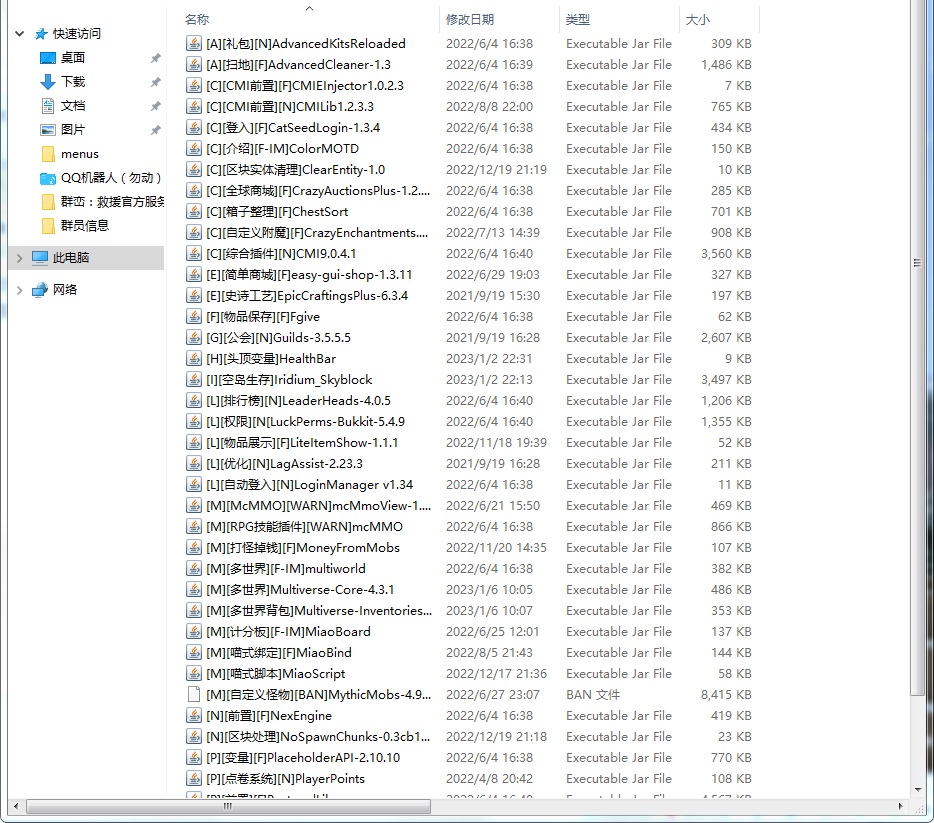 名称 修改日期 类型 大小
快速访问
桌面
下载
文档
图片
menus
QQ机器人（勿动）
群峦：救援官方服务
群员信息
此电脑
网络
[A][礼包][N]AdvancedKitsReloaded 2022/6/4 16:38 Executable Jar File 309 KB
[A][扫地][F]AdvancedCleaner-1.3 2022/6/4 16:39 Executable Jar File 1,486 KB
[C][CMI前置][F]CMIEInjector1.0.2.3 2022/6/4 16:38 Executable Jar File 7 KB
[C][CMI前置][N]CMILib1.2.3.3 2022/8/8 22:00 Executable Jar File 765 KB
[C][登入][F]CatSeedLogin-1.3.4 2022/6/4 16:38 Executable Jar File 434 KB
[C][介绍][F-IM]ColorMOTD 2022/6/4 16:38 Executable Jar File 150 KB
[C][区块实体清理]ClearEntity-1.0 2022/12/19 21:19 Executable Jar File 10 KB
[C][全球商城][F]CrazyAuctionsPlus-1.2.... 2022/6/4 16:38 Executable Jar File 285 KB
[C][箱子整理][F]ChestSort 2022/6/4 16:38 Executable Jar File 701 KB
[C][自定义附魔][F]CrazyEnchantments.... 2022/7/13 14:39 Executable Jar File 908 KB
[C][综合插件][N]CMI9.0.4.1 2022/6/4 16:40 Executable Jar File 3,560 KB
[E][简单商城][F]easy-gui-shop-1.3.11 2022/6/29 19:03 Executable Jar File 327 KB
[E][史诗工艺]EpicCraftingsPlus-6.3.4 2021/9/19 15:30 Executable Jar File 197 KB
[F][物品保存][F]Fgive 2022/6/4 16:38 Executable Jar File 62 KB
[G][公会][N]Guilds-3.5.5.5 2021/9/19 16:28 Executable Jar File 2,607 KB
[H][头顶变量]HealthBar 2023/1/2 22:31 Executable Jar File 9 KB
[I][空岛生存]Iridium_Skyblock 2023/1/2 22:13 Executable Jar File 3,497 KB
[L][排行榜][N]LeaderHeads-4.0.5 2022/6/4 16:40 Executable Jar File 1,206 KB
[L][权限][N[LuckPerms-Bukkit-5.4.9 2022/6/4 16:40 Executable Jar File 1,355 KB
[L][物品展示][F]LiteItemShow-1.1.1 2022/11/18 19:39 Executable Jar File 52 KB
[L][优化][N]LagAssist-2.23.3 2021/9/19 16:28 Executable Jar File 211 KB
[L][自动登入][N]LoginManager v1.34 2022/6/4 16:38 Executable Jar File 11 KB
[M][McMMO][WARN]mcMmoView-1.... 2022/6/21 15:50 Executable Jar File 469 KB
[M][RPG技能插件][WARN]mcMMO 2022/6/4 16:38 Executable Jar File 866 KB
[M][打怪掉钱][F]MoneyFromMobs 2022/11/20 14:35 Executable Jar File 107 KB
[M][多世界][F-IM]multiworld 2022/6/4 16:38 Executable Jar File 382 KB
[M][多世界]Multiverse-Core-4.3.1 2023/1/6 10:05 Executable Jar File 486 KB
[M][多世界背包]Multiverse-Inventories... 2023/1/6 10:07 Executable Jar File 353 KB
[M][计分板][F-IM]MiaoBoard 2022/6/25 12:01 Executable Jar File 137 KB
[M][喵式绑定][F]MiaoBind 2022/8/5 21:43 Executable Jar File 144 KB
[M][喵式脚本]MiaoScript 2022/12/17 21:36 Executable Jar File 58 KB
[M][自定义怪物][BAN]MythicMobs-4.9... 2022/6/27 23:07 BAN 文件 8,415 KB
[N][前置][F]NexEngine 2022/6/4 16:38 Executable Jar File 419 KB
[N][区块处理]NoSpawnChunks-0.3cb1... 2022/12/19 21:18 Executable Jar File 23 KB
[P][变量][F]PlaceholderAPI-2.10.10 2022/6/4 16:38 Executable Jar File 770 KB
[P][点卷系统][N]PlayerPoints 2022/4/8 20:42 Executable Jar File 108 KB